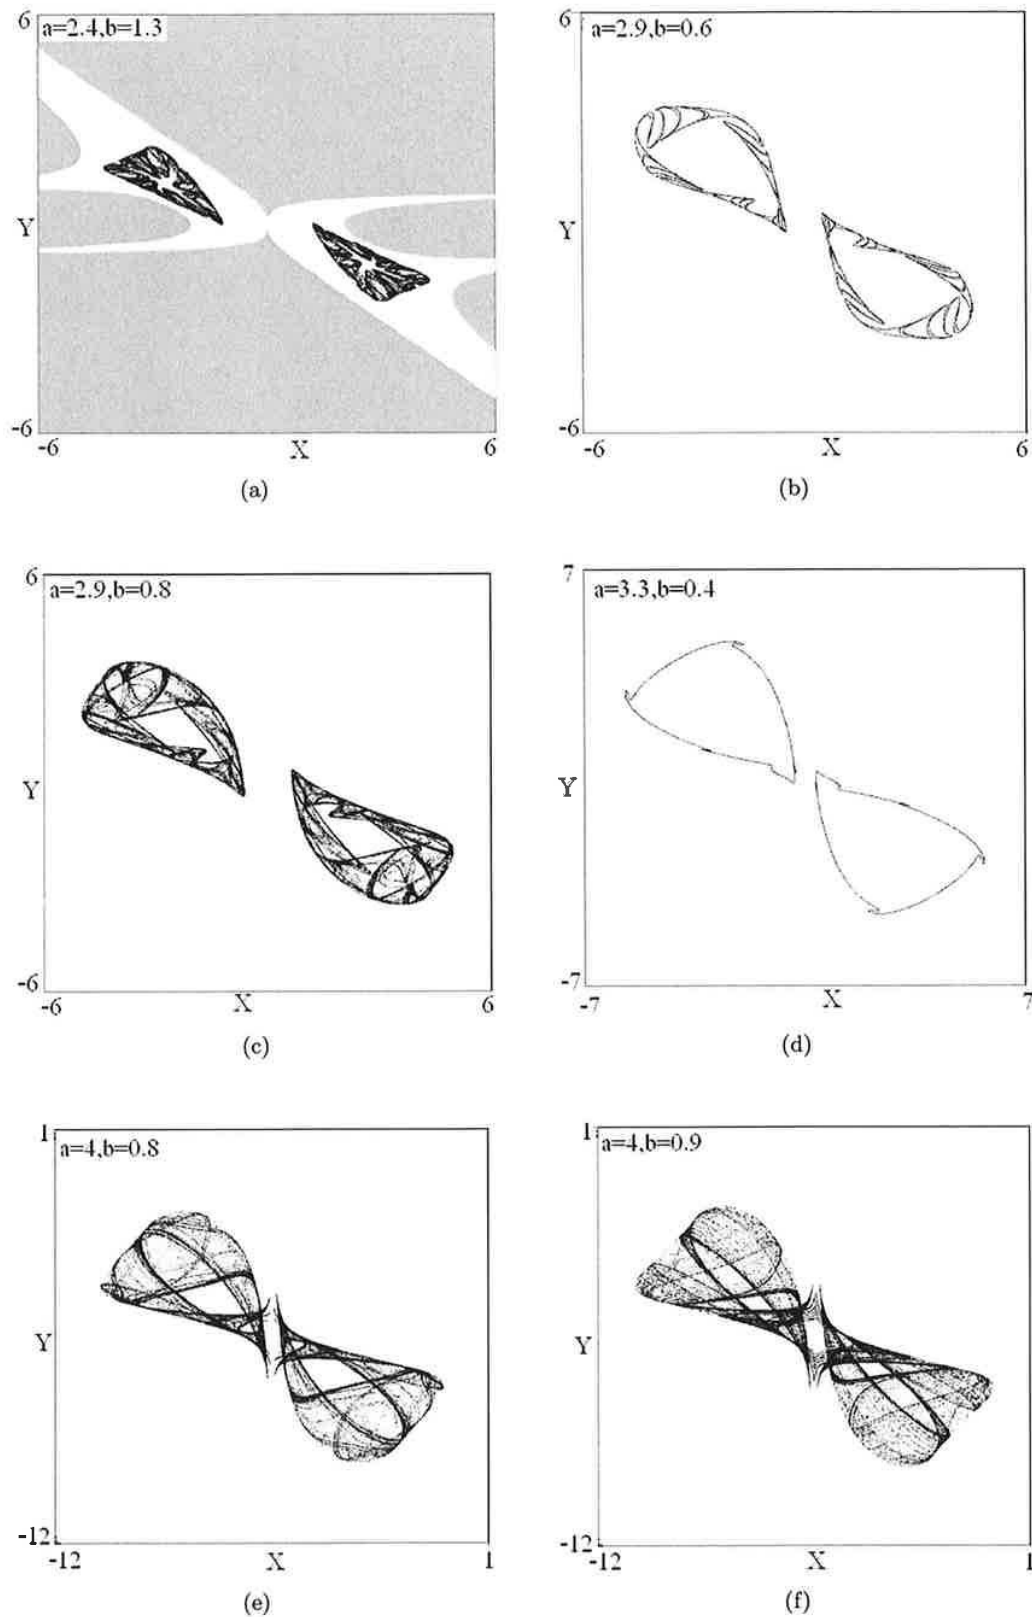 6
a=2.4,b=1.3
Y
-6
-6
X
6
(a)
6
a=2.9,b=0.6
Y
-6
-6
X
6
(b)
6
a=2.9,b=0.8
Y
-6
-6
X
6
(c)
7
a=3.3,b=0.4
Y
-7
-7
X
7
(d)
1
a=4,b=0.8
Y
-12
-12
X
1
(e)
1
a=4,b=0.9
Y
-12
-12
X
1
(f)